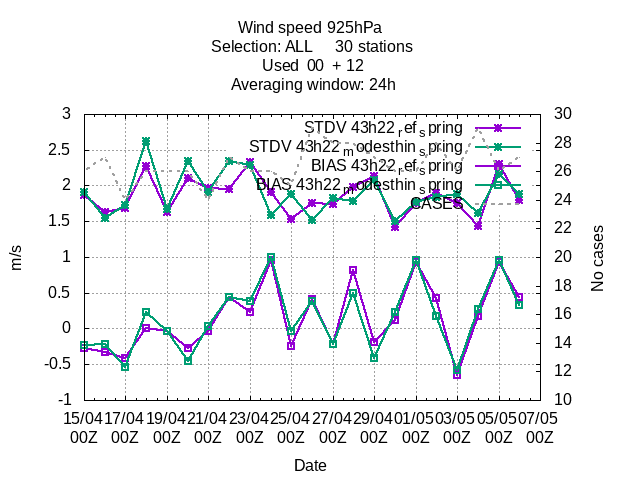 Wind speed 925hPa
Selection: ALL     30 stations
Used  00  + 12
Averaging window: 24h
STDV 43h22_ref_spring
STDV 43h22_modesthin_spring
BIAS 43h22_ref_spring
BIAS 43h22_modesthin_spring
CASES
3
2.5
2
1.5
1
0.5
0
-0.5
-1
m/s
30
28
26
24
22
20
18
16
14
12
10
No cases
15/04 17/04 19/04 21/04 23/04 25/04 27/04 29/04 01/05 03/05 05/05 07/05
00Z 00Z 00Z 00Z 00Z 00Z 00Z 00Z 00Z 00Z 00Z 00Z
Date